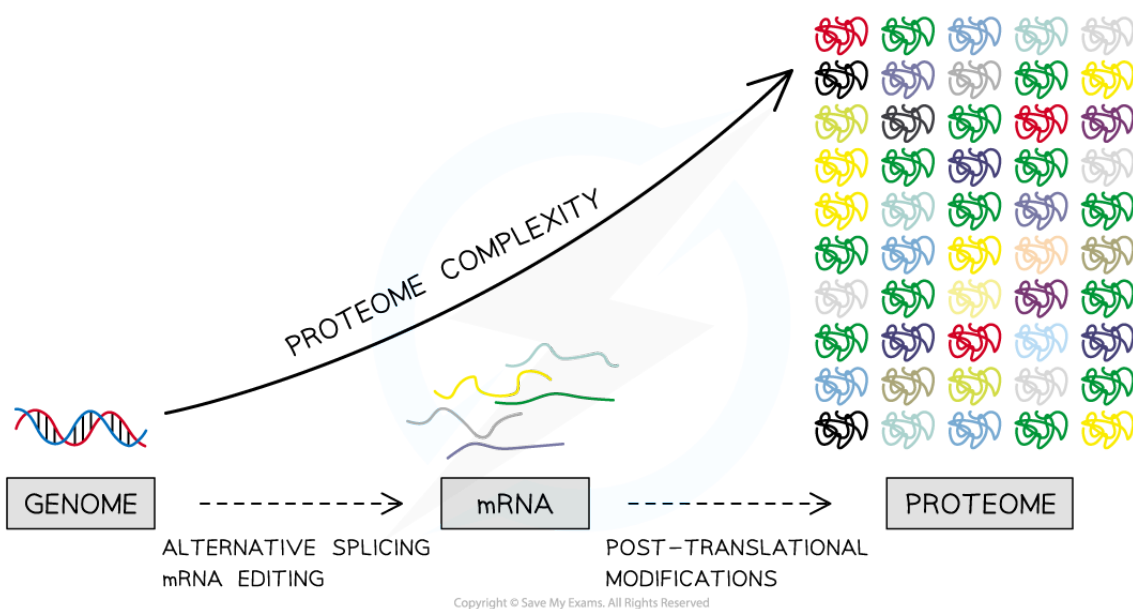 PROTEOME COMPLEXITY
GENOME
mRNA
PROTEOME
ALTERNATIVE SPLICING
mRNA EDITING
POST-TRANSLATIONAL
MODIFICATIONS
Copyright © Save My Exams. All Rights Reserved